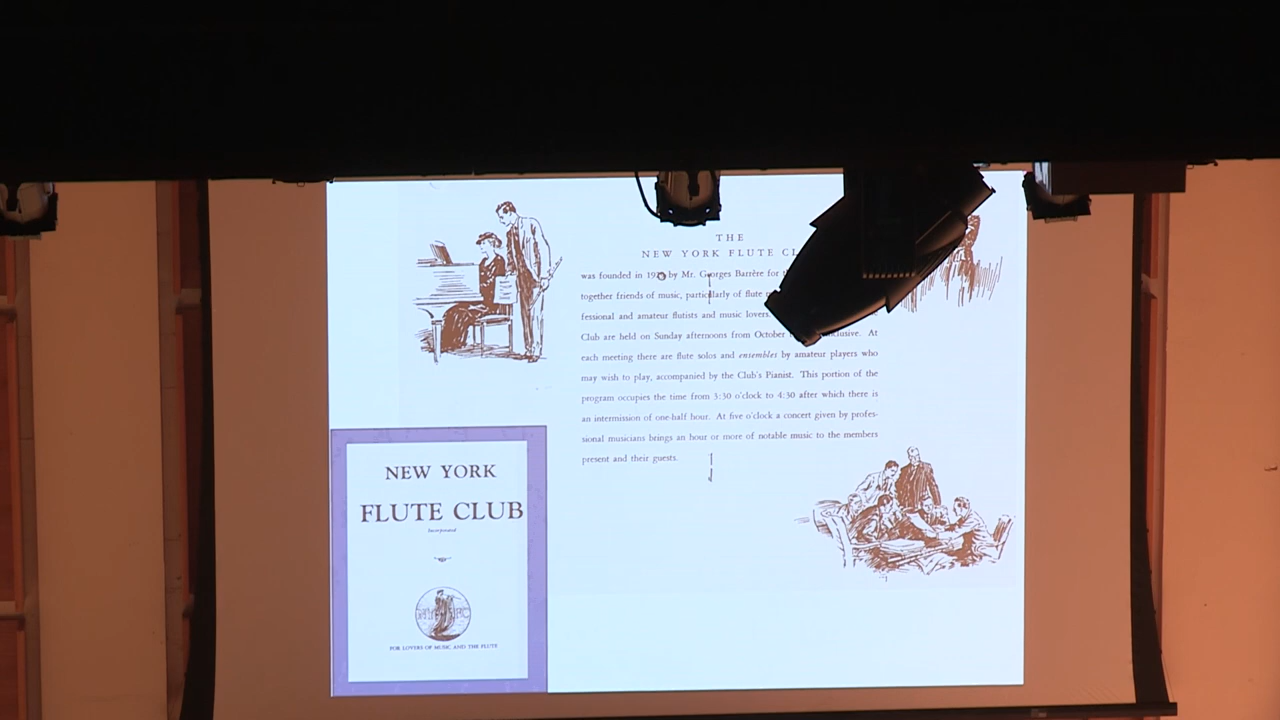 THE
NEW YORK FLUTE
was founded in by Mr. Georges Barrère for
together friends of music, particularly of flute
fessional and amateur flutists and music lovers.
Club are held on Sunday afternoons from October At
each meeting there are flute solos and ensembles by amateur players who
may wish to play, accompanied by the Club's Pianist. This portion of the
program occupies the time from 3:30 o'clock to 4:30 after which there is
an intermission of one-half hour. At five o'clock a concert given by profes-
sional musicians brings an hour or more of notable music to the members
present and their guests.
NEW YORK
FLUTE CLUB
Incorporated
FOR LOVERS OF MUSIC AND THE FLUTE